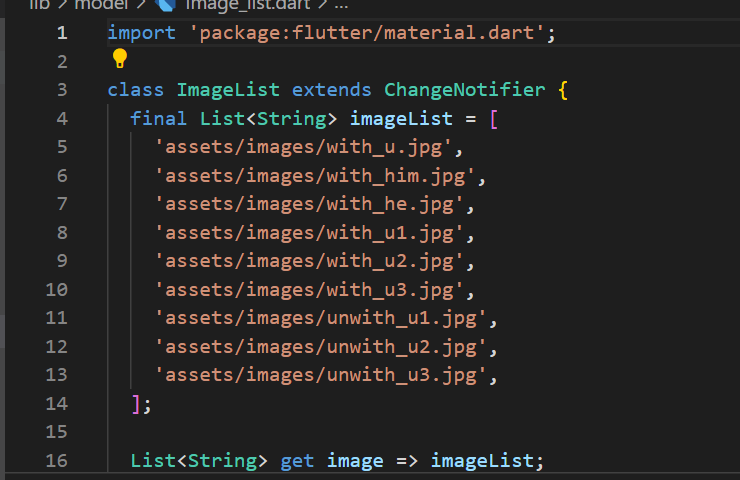 lib > model > image_list.dart > ...
1 import 'package:flutter/material.dart';
2
3 class ImageList extends ChangeNotifier {
4 final List<String> imageList = [
5 'assets/images/with_u.jpg',
6 'assets/images/with_him.jpg',
7 'assets/images/with_he.jpg',
8 'assets/images/with_u1.jpg',
9 'assets/images/with_u2.jpg',
10 'assets/images/with_u3.jpg',
11 'assets/images/unwith_u1.jpg',
12 'assets/images/unwith_u2.jpg',
13 'assets/images/unwith_u3.jpg',
14 ];
15
16 List<String> get image => imageList;